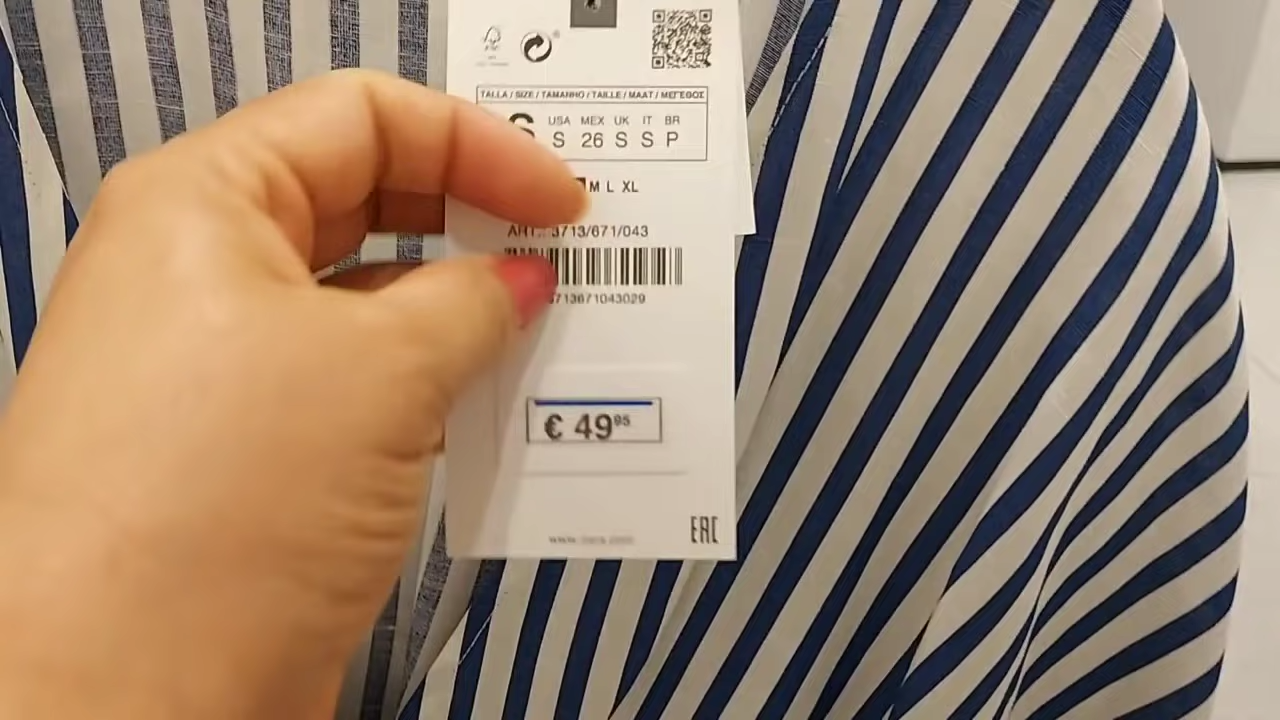 TALLA / SIZE / TAMANHO / TAILLE / MAAT / ΜΕΓΕΘΟΣ
S USA MEX UK IT BR
S 26 S S P
M L XL
ART.: 3713/671/043
3713671043029
€ 49⁹⁵
EAC